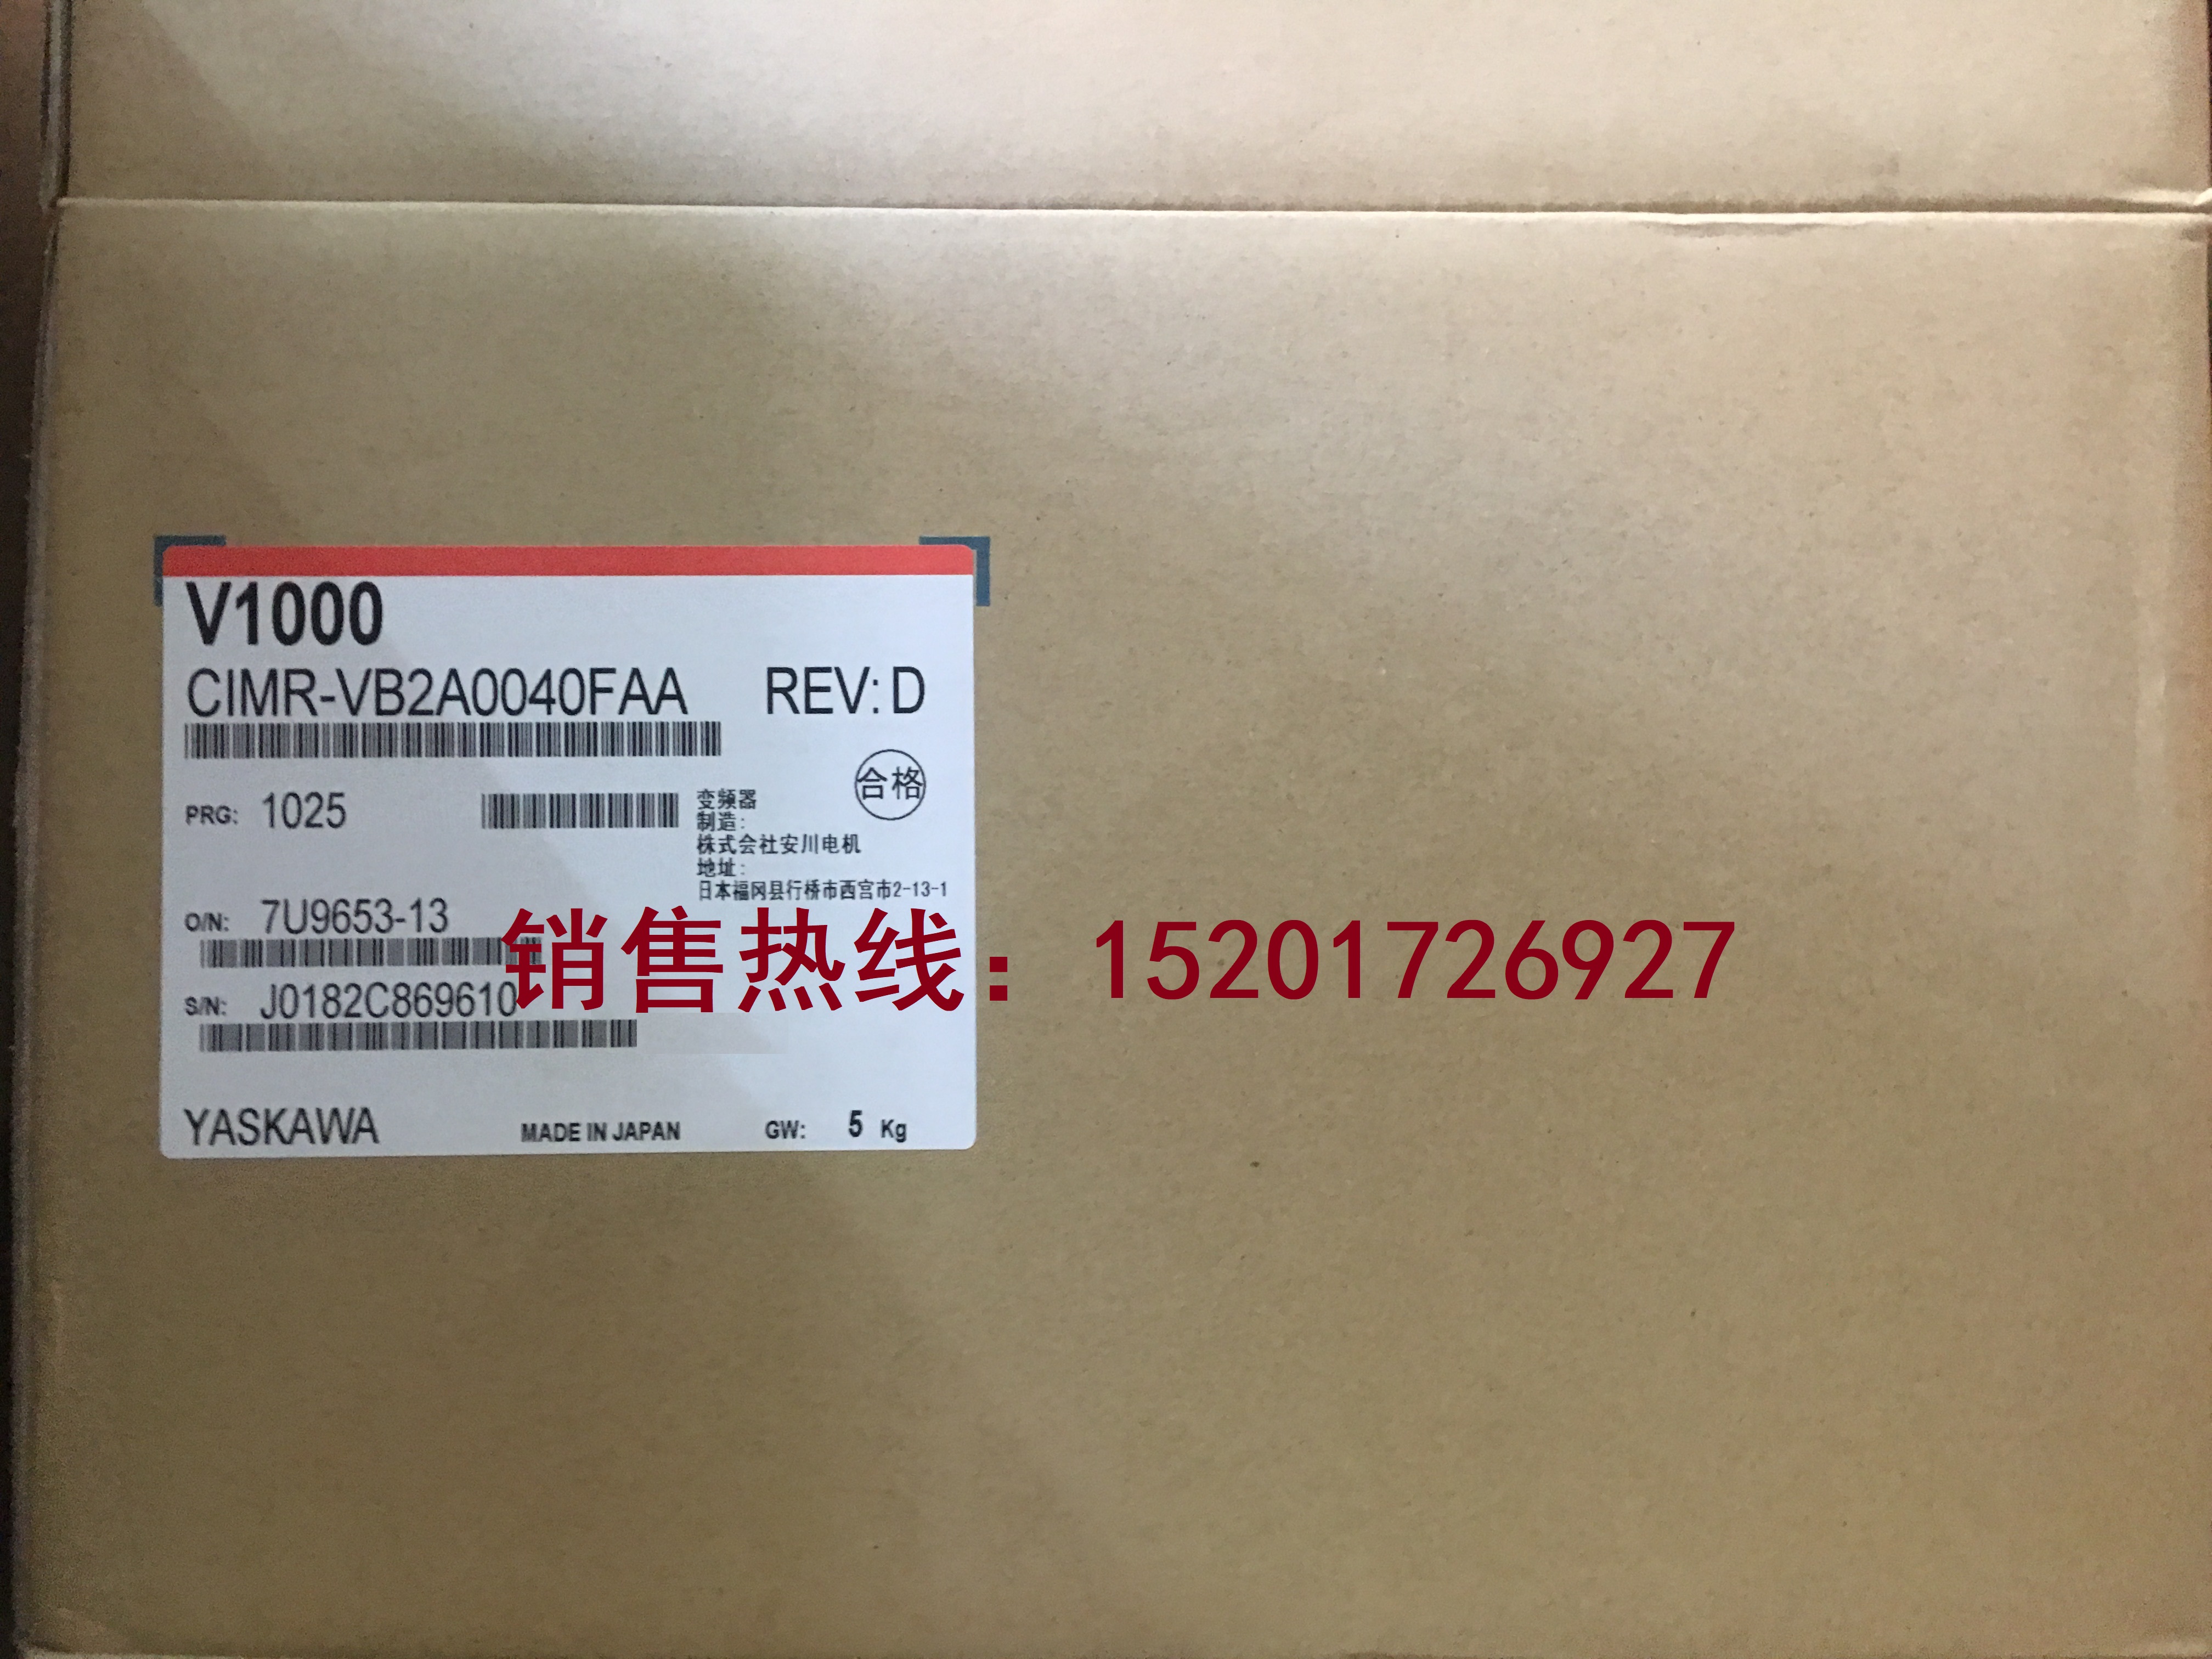 V1000
CIMR-VB2A0040FAA REV: D
合格
PRG: 1025
变频器
制造:
株式会社安川电机
地址:
日本福冈县行桥市西宫市2-13-1
O/N: 7U9653-13
销售热线：15201726927
S/N: J0182C869610
YASKAWA MADE IN JAPAN GW: 5 Kg